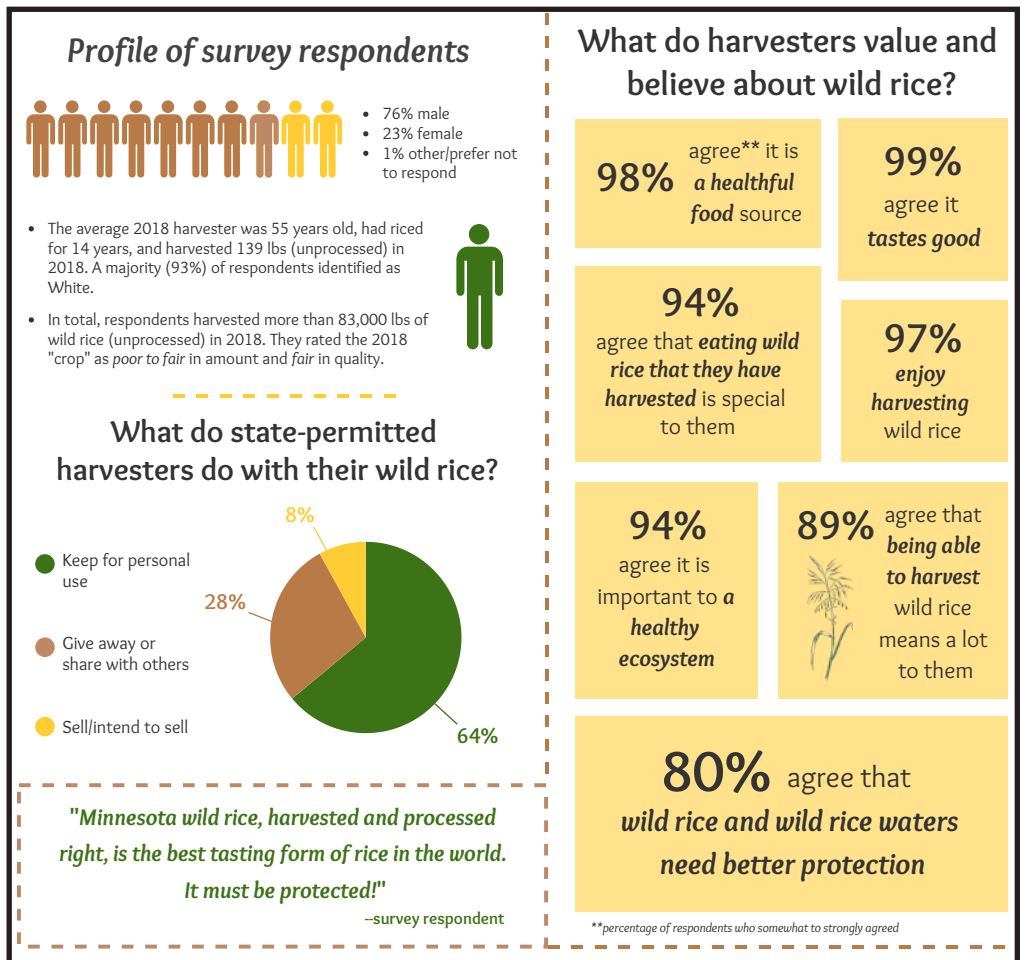 Profile of survey respondents
• 76% male
• 23% female
• 1% other/prefer not
to respond
• The average 2018 harvester was 55 years old, had riced
for 14 years, and harvested 139 lbs (unprocessed) in
2018. A majority (93%) of respondents identified as
White.
• In total, respondents harvested more than 83,000 lbs of
wild rice (unprocessed) in 2018. They rated the 2018
"crop" as poor to fair in amount and fair in quality.
What do state-permitted
harvesters do with their wild rice?
8%
28%
64%
Keep for personal
use
Give away or
share with others
Sell/intend to sell
"Minnesota wild rice, harvested and processed
right, is the best tasting form of rice in the world.
It must be protected!"
--survey respondent
What do harvesters value and
believe about wild rice?
98%
agree** it is
a healthful
food source
99%
agree it
tastes good
94%
agree that eating wild
rice that they have
harvested is special
to them
97%
enjoy
harvesting
wild rice
94%
agree it is
important to a
healthy
ecosystem
89%
agree that
being able
to harvest
wild rice
means a lot
to them
80% agree that
wild rice and wild rice waters
need better protection
**percentage of respondents who somewhat to strongly agreed